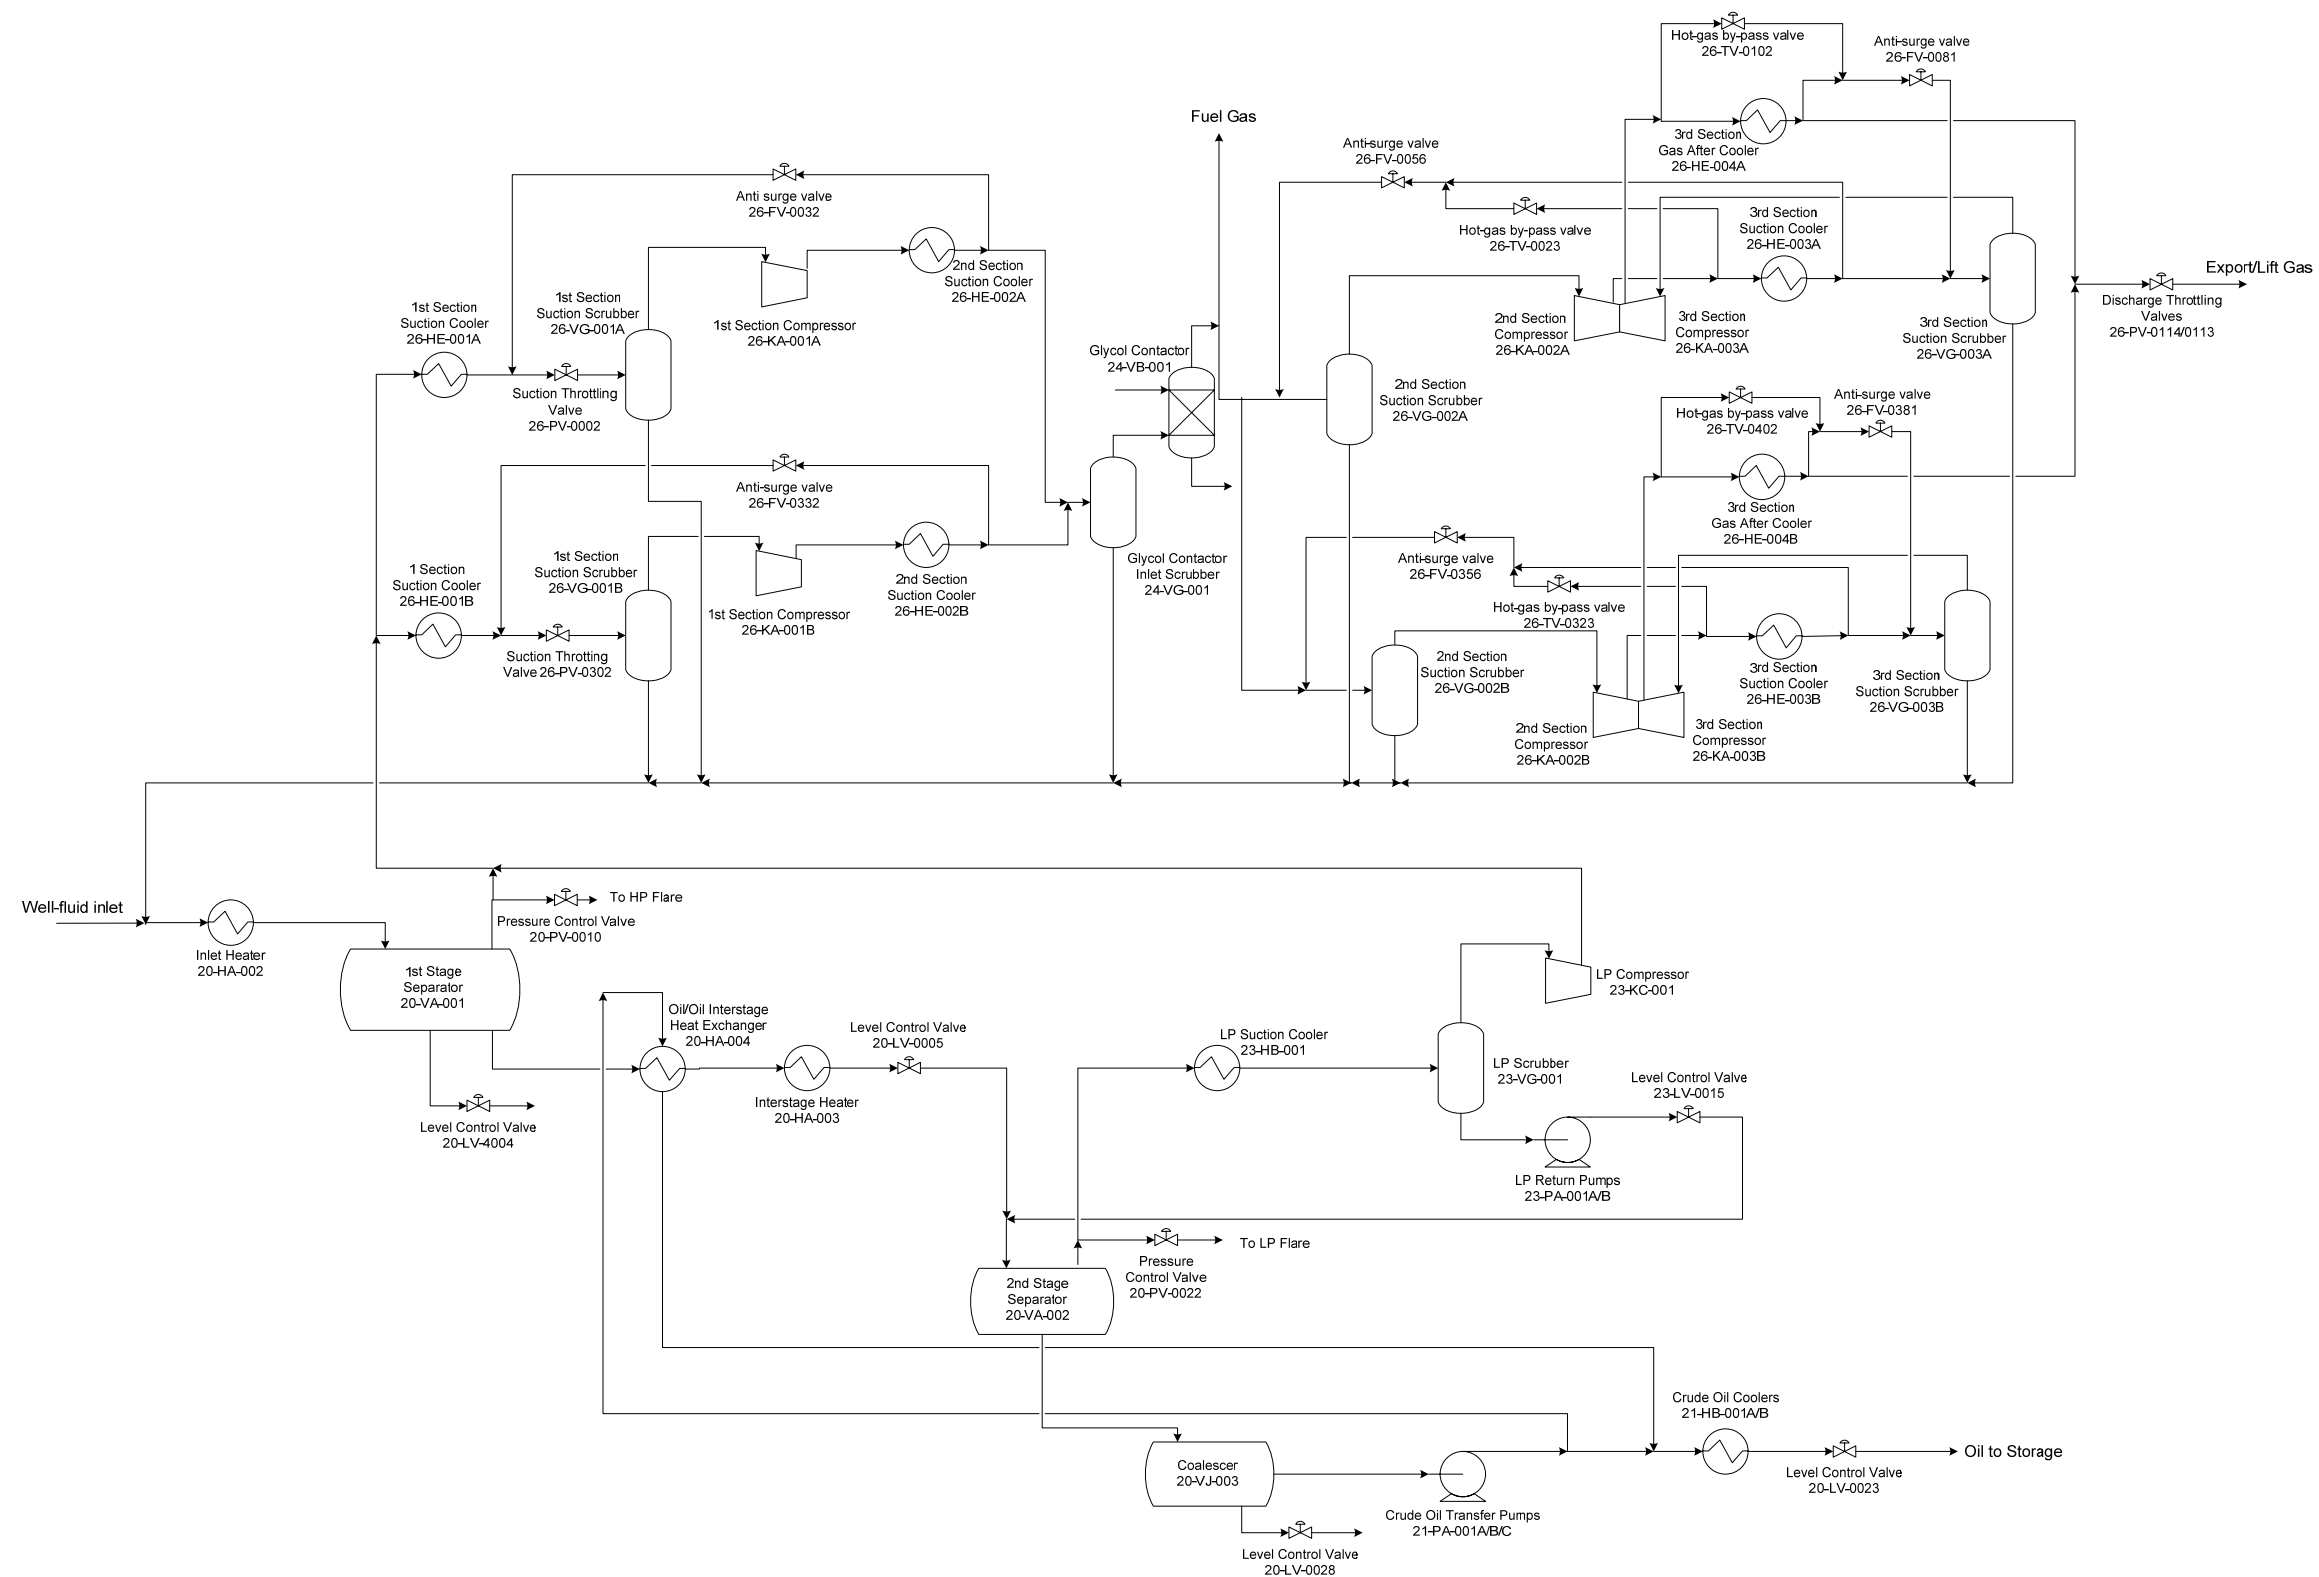 Hot-gas by-pass valve
26-TV-0102
Anti-surge valve
26-FV-0081
3rd Section
Gas After Cooler
26-HE-004A
Fuel Gas
Anti-surge valve
26-FV-0056
Hot-gas by-pass valve
26-TV-0023
3rd Section
Suction Cooler
26-HE-003A
Anti surge valve
26-FV-0032
2nd Section
Suction Cooler
26-HE-002A
1st Section
Suction Cooler
26-HE-001A
1st Section
Suction Scrubber
26-VG-001A
1st Section Compressor
26-KA-001A
Suction Throttling
Valve
26-PV-0002
Glycol Contactor
24-VB-001
2nd Section
Compressor
26-KA-002A
3rd Section
Compressor
26-KA-003A
3rd Section
Suction Scrubber
26-VG-003A
Export/Lift Gas
Discharge Throttling
Valves
26-PV-0114/0113
2nd Section
Suction Scrubber
26-VG-002A
Hot-gas by-pass valve
26-TV-0402
Anti-surge valve
26-FV-0381
3rd Section
Gas After Cooler
26-HE-004B
Anti-surge valve
26-FV-0332
1 Section
Suction Cooler
26-HE-001B
1st Section
Suction Scrubber
26-VG-001B
1st Section Compressor
26-KA-001B
2nd Section
Suction Cooler
26-HE-002B
Suction Throtting
Valve 26-PV-0302
Glycol Contactor
Inlet Scrubber
24-VG-001
Anti-surge valve
26-FV-0356
Hot-gas by-pass valve
26-TV-0323
3rd Section
Suction Cooler
26-HE-003B
2nd Section
Suction Scrubber
26-VG-002B
3rd Section
Suction Scrubber
26-VG-003B
2nd Section
Compressor
26-KA-002B
3rd Section
Compressor
26-KA-003B
Well-fluid inlet
Inlet Heater
20-HA-002
To HP Flare
Pressure Control Valve
20-PV-0010
1st Stage
Separator
20-VA-001
LP Compressor
23-KC-001
Oil/Oil Interstage
Heat Exchanger
20-HA-004
Level Control Valve
20-LV-0005
LP Suction Cooler
23-HB-001
LP Scrubber
23-VG-001
Level Control Valve
23-LV-0015
Interstage Heater
20-HA-003
Level Control Valve
20-LV-4004
LP Return Pumps
23-PA-001A/B
To LP Flare
Pressure
Control Valve
20-PV-0022
2nd Stage
Separator
20-VA-002
Crude Oil Coolers
21-HB-001A/B
Oil to Storage
Level Control Valve
20-LV-0023
Coalescer
20-VJ-003
Crude Oil Transfer Pumps
21-PA-001A/B/C
Level Control Valve
20-LV-0028